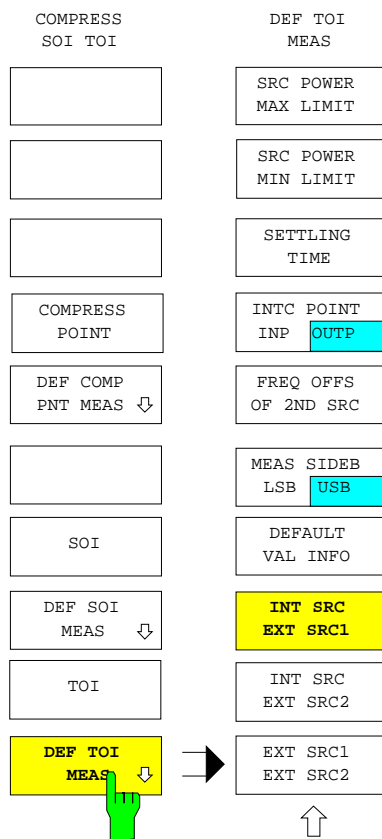 COMPRESS
SOI TOI
COMPRESS
POINT
DEF COMP
PNT MEAS
SOI
DEF SOI
MEAS
TOI
DEF TOI
MEAS
DEF TOI
MEAS
SRC POWER
MAX LIMIT
SRC POWER
MIN LIMIT
SETTLING
TIME
INTC POINT
INP OUTP
FREQ OFFS
OF 2ND SRC
MEAS SIDEB
LSB USB
DEFAULT
VAL INFO
INT SRC
EXT SRC1
INT SRC
EXT SRC2
EXT SRC1
EXT SRC2